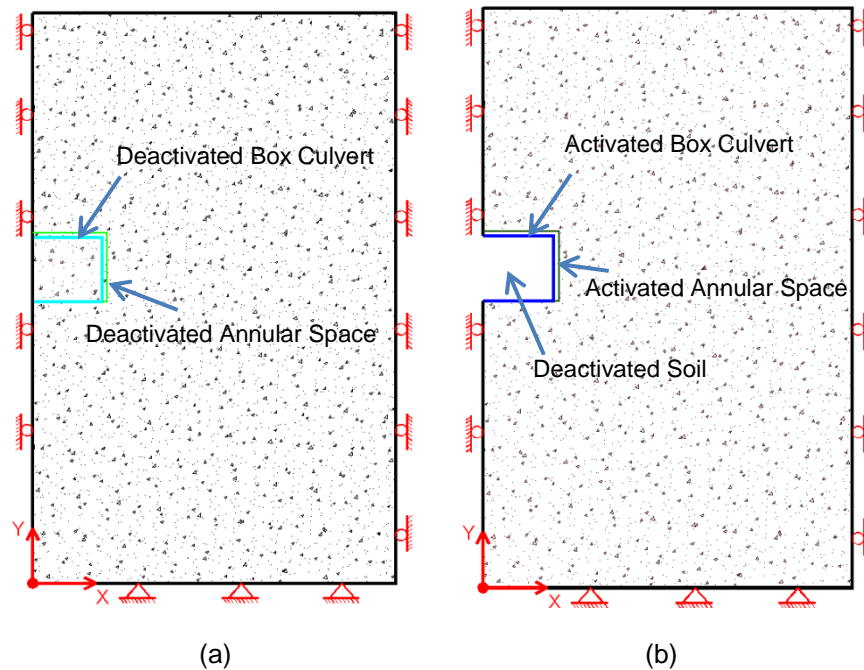 Deactivated Box Culvert
Deactivated Annular Space
Y
X
(a)
Activated Box Culvert
Activated Annular Space
Deactivated Soil
Y
X
(b)